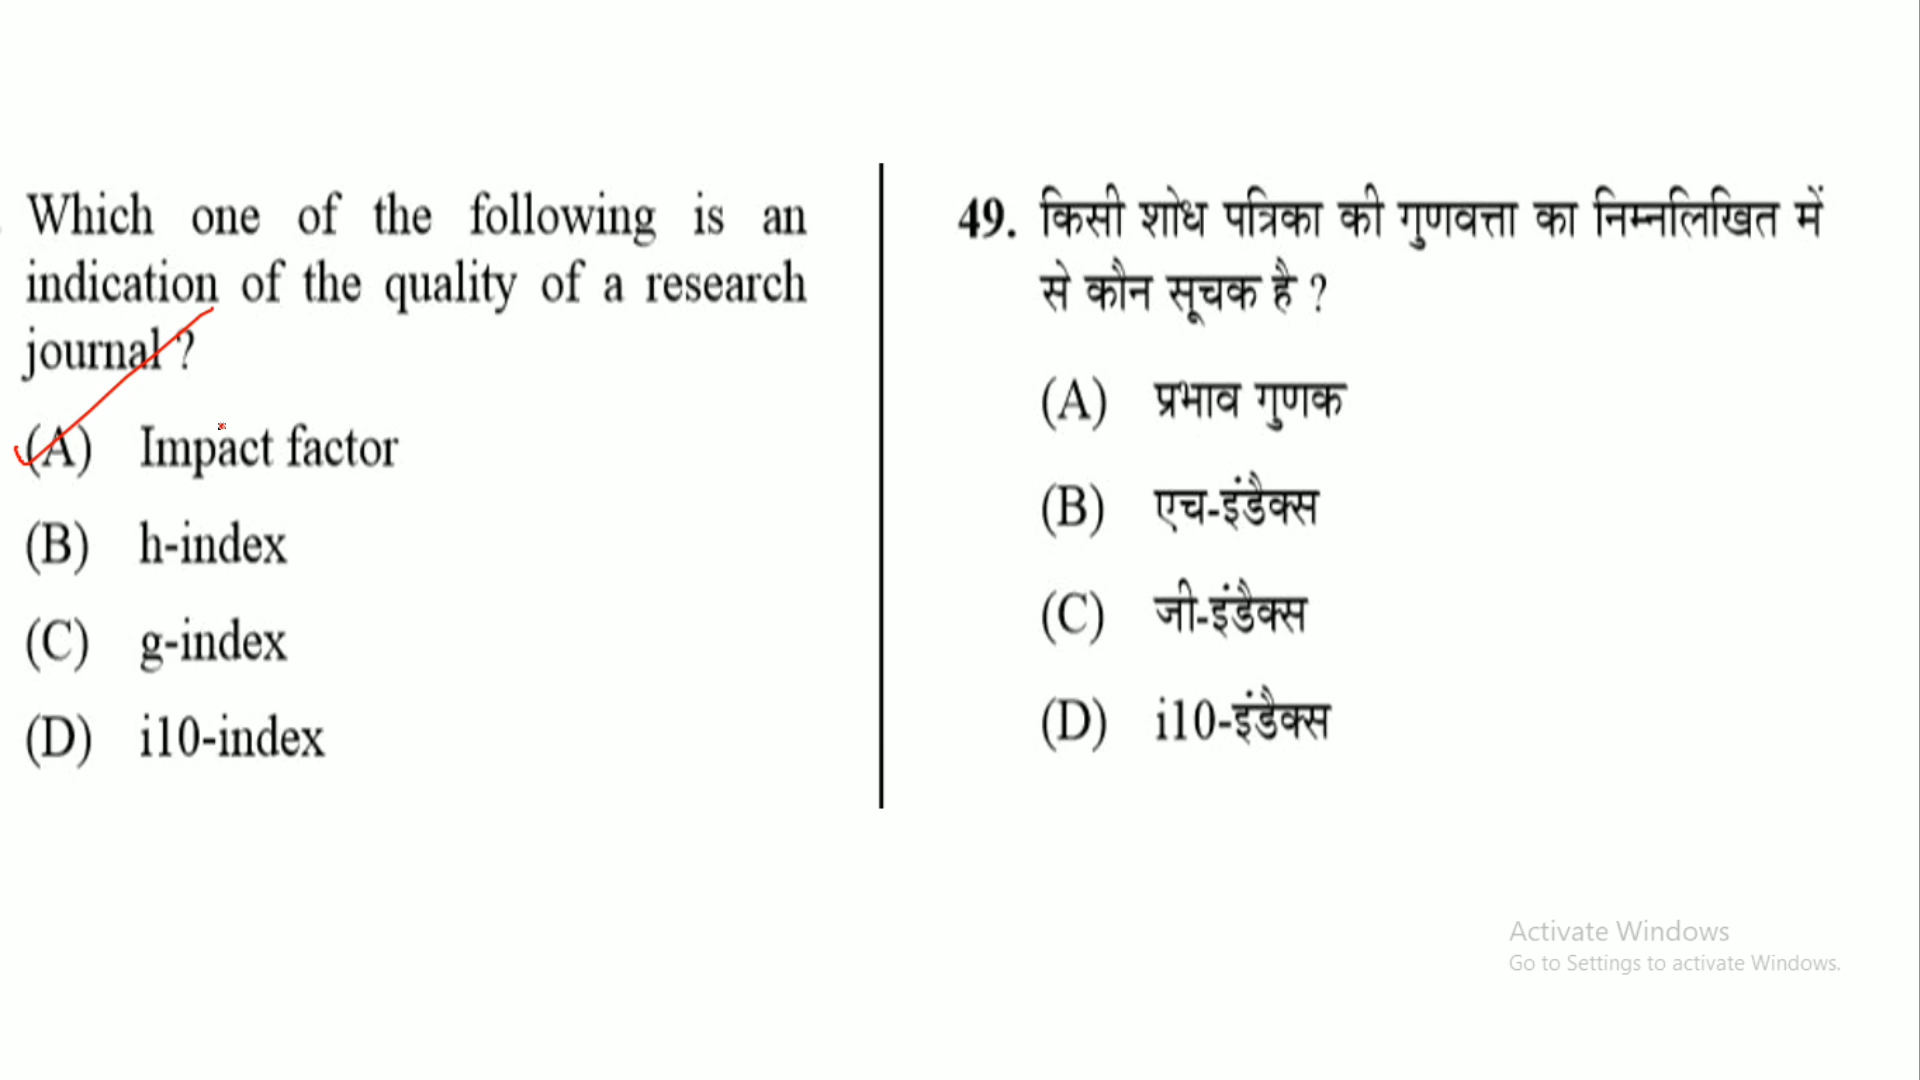 Which one of the following is an
indication of the quality of a research
journal ?
(A) Impact factor
(B) h-index
(C) g-index
(D) i10-index
49. किसी शोध पत्रिका की गुणवत्ता का निम्नलिखित में
से कौन सूचक है ?
(A) प्रभाव गुणक
(B) एच-इंडैक्स
(C) जी-इंडैक्स
(D) i10-इंडैक्स
Activate Windows
Go to Settings to activate Windows.